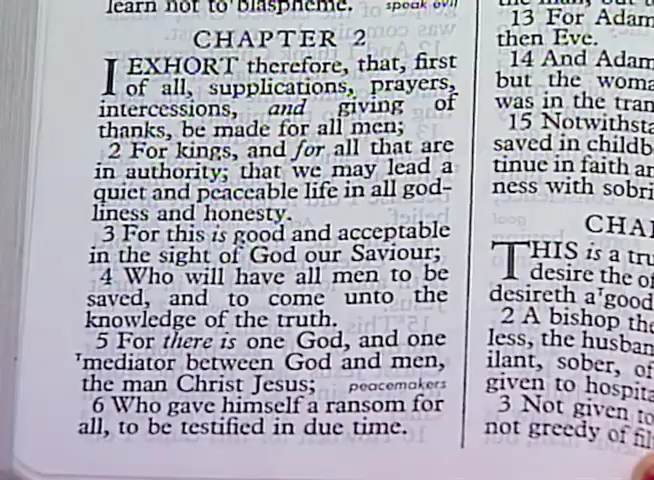 learn not to blaspheme. speak evil
CHAPTER 2
I EXHORT therefore, that, first
of all, supplications, prayers,
intercessions, and giving of
thanks, be made for all men;
2 For kings, and for all that are
in authority; that we may lead a
quiet and peaceable life in all god-
liness and honesty.
3 For this is good and acceptable
in the sight of God our Saviour;
4 Who will have all men to be
saved, and to come unto the
knowledge of the truth.
5 For there is one God, and one
'mediator between God and men,
the man Christ Jesus; peacemakers
6 Who gave himself a ransom for
all, to be testified in due time.
13 For Adam
then Eve.
14 And Adam
but the woma
was in the tran
15 Notwithsta
saved in childb
tinue in faith an
ness with sobri
CHA
THIS is a tru
desire the of
desireth a 'good
2 A bishop the
less, the husban
ilant, sober, of
given to hospita
3 Not given to
not greedy of fil